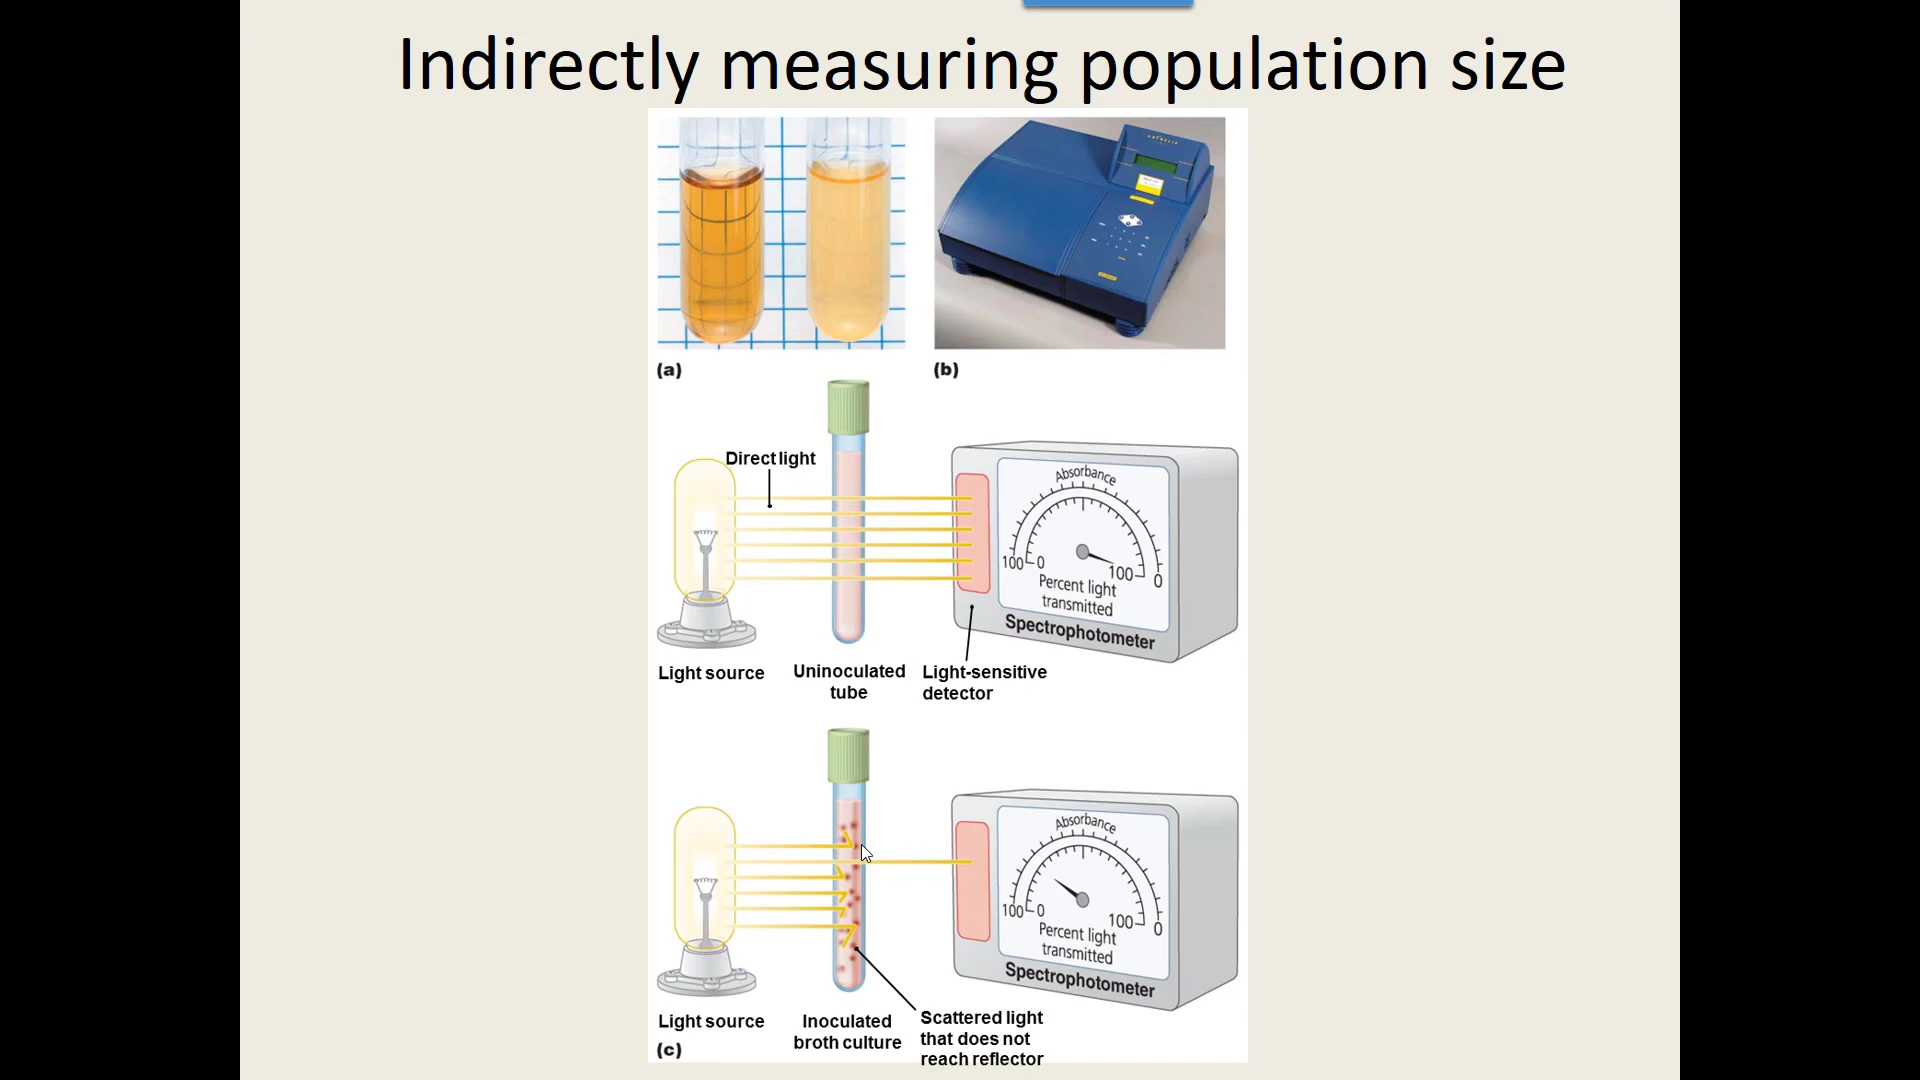 Indirectly measuring population size
(a)
(b)
Direct light
Absorbance
100 0
100 0
Percent light
transmitted
Spectrophotometer
Light source
Uninoculated
tube
Light-sensitive
detector
Absorbance
100 0
100 0
Percent light
transmitted
Spectrophotometer
Light source
Inoculated
broth culture
Scattered light
that does not
reach reflector
(c)